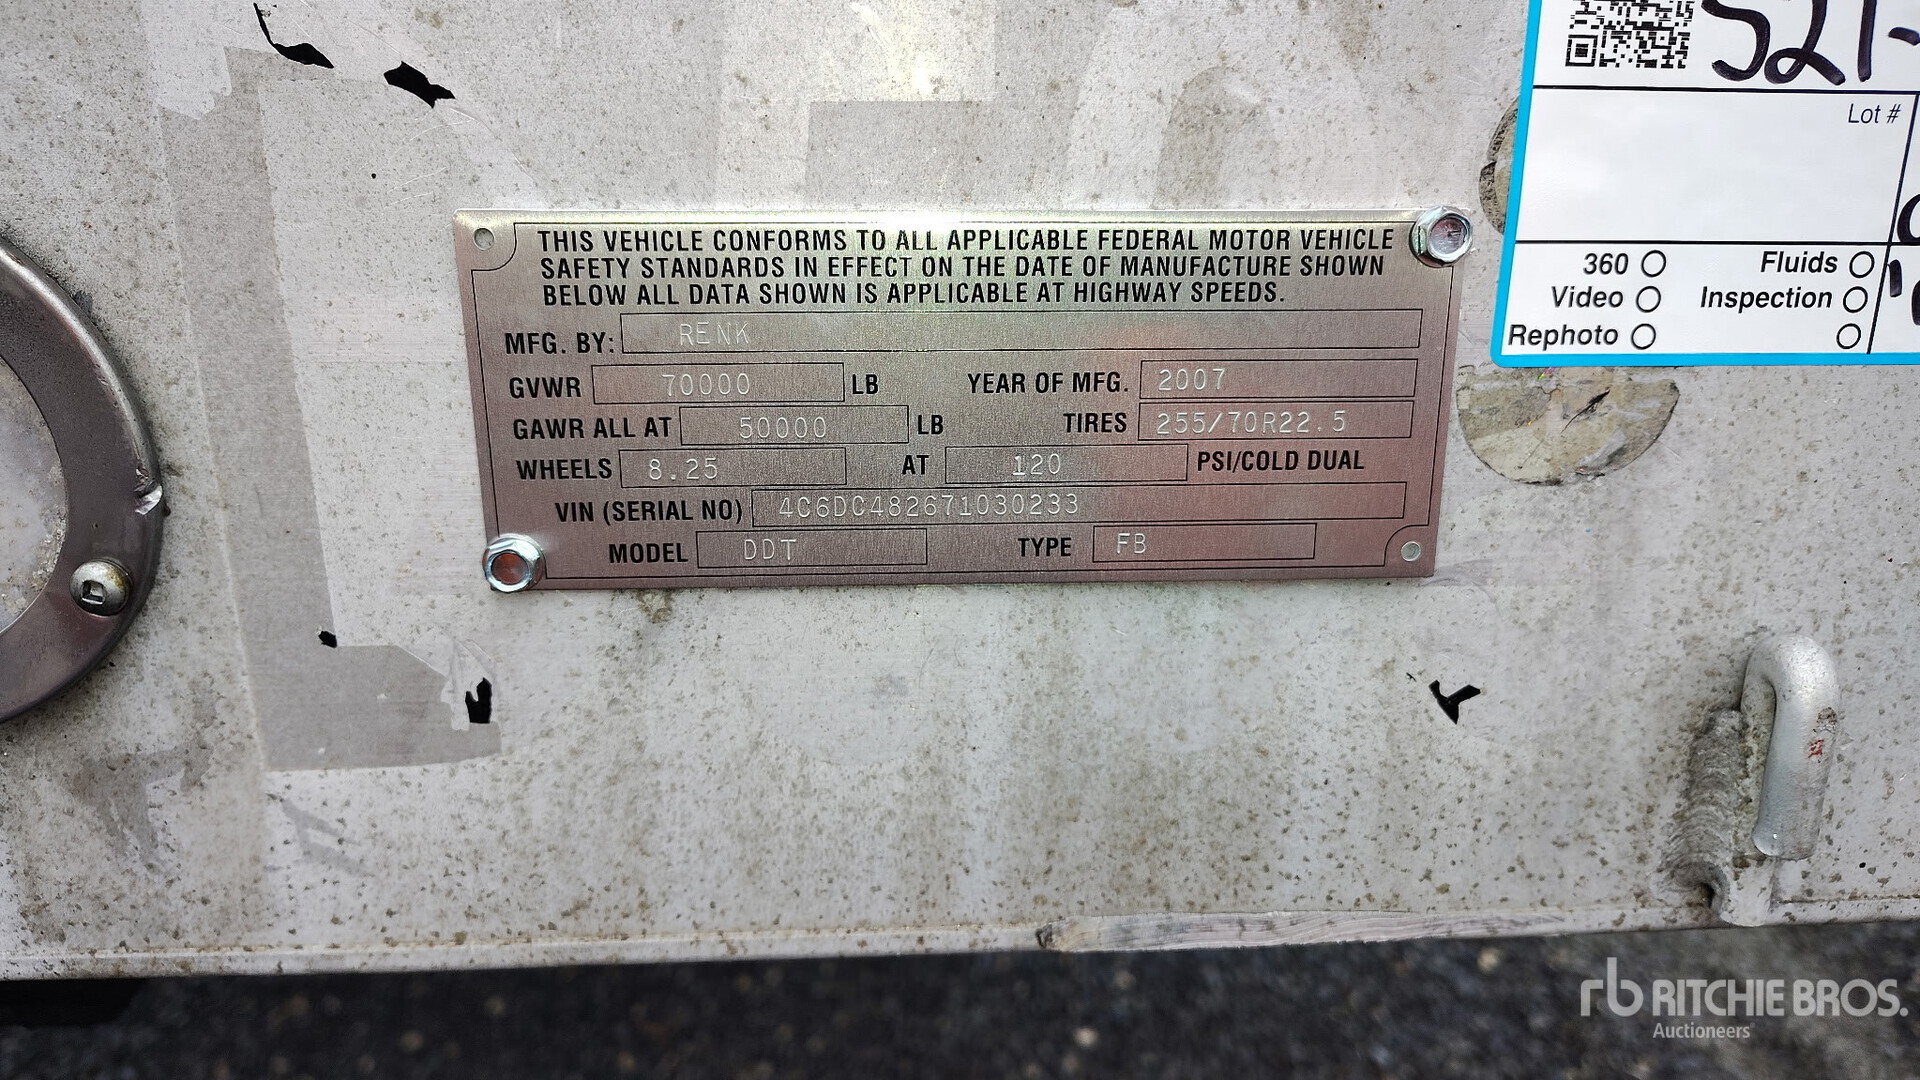 521-
Lot #
360 Fluids
Video Inspection
Rephoto
THIS VEHICLE CONFORMS TO ALL APPLICABLE FEDERAL MOTOR VEHICLE
SAFETY STANDARDS IN EFFECT ON THE DATE OF MANUFACTURE SHOWN
BELOW ALL DATA SHOWN IS APPLICABLE AT HIGHWAY SPEEDS.
MFG. BY: RENK
GVWR 70000 LB YEAR OF MFG. 2007
GAWR ALL AT 50000 LB TIRES 255/70R22.5
WHEELS 8.25 AT 120 PSI/COLD DUAL
VIN (SERIAL NO) 4C6DC482671030233
MODEL DDT TYPE FB
rb RITCHIE BROS.
Auctioneers